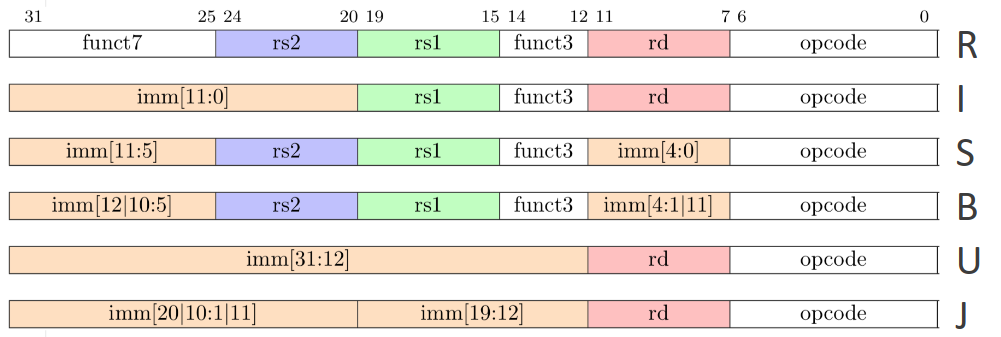 31 25 24 20 19 15 14 12 11 7 6 0
funct7 rs2 rs1 funct3 rd opcode R
imm[11:0] rs1 funct3 rd opcode I
imm[11:5] rs2 rs1 funct3 imm[4:0] opcode S
imm[12|10:5] rs2 rs1 funct3 imm[4:1|11] opcode B
imm[31:12] rd opcode U
imm[20|10:1|11] imm[19:12] rd opcode J